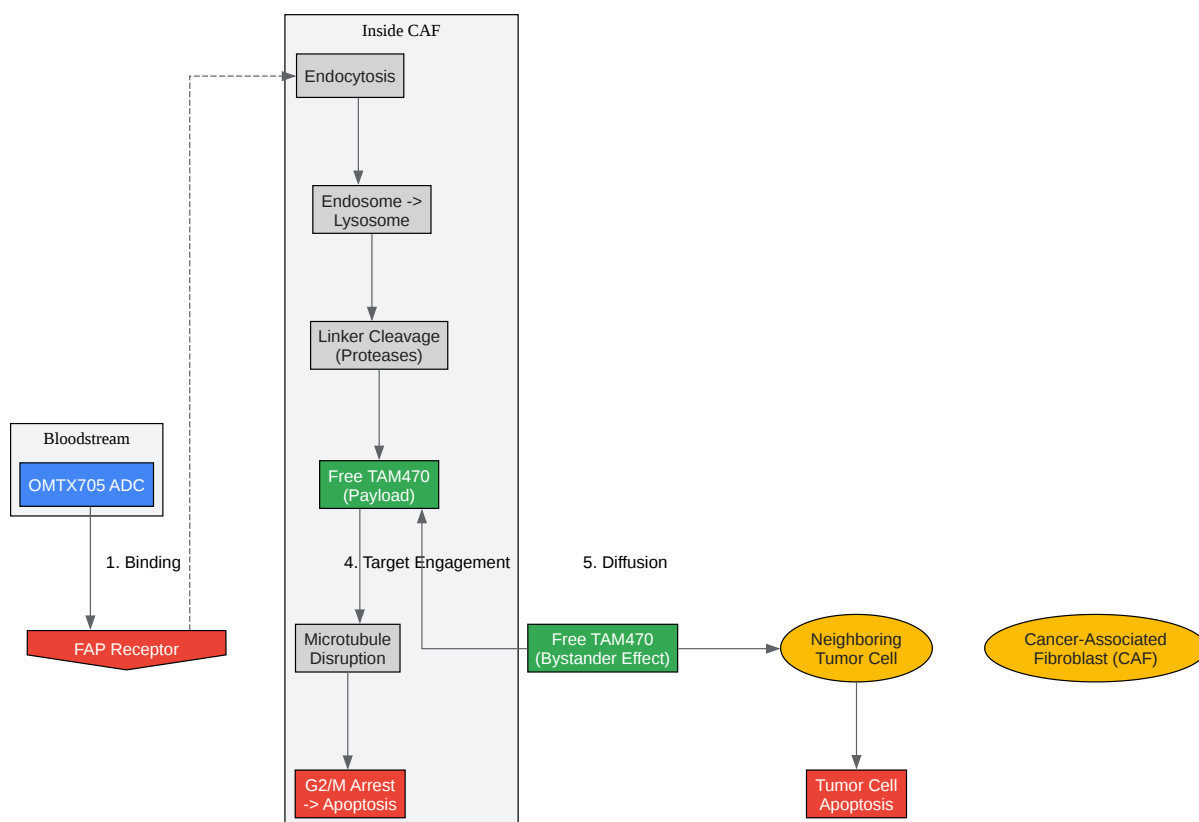 Inside CAF
Endocytosis
Endosome ->
Lysosome
Linker Cleavage
(Proteases)
Bloodstream
OMTX705 ADC
Free TAM470
(Payload)
1. Binding
4. Target Engagement
5. Diffusion
FAP Receptor
Microtubule
Disruption
Free TAM470
(Bystander Effect)
Neighboring
Tumor Cell
Cancer-Associated
Fibroblast (CAF)
G2/M Arrest
-> Apoptosis
Tumor Cell
Apoptosis